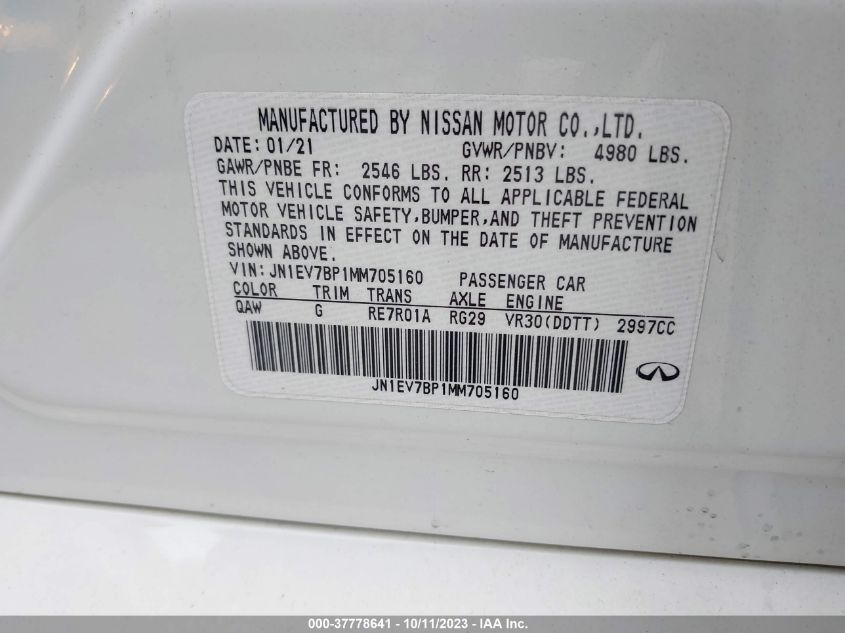 MANUFACTURED BY NISSAN MOTOR CO.,LTD.
DATE: 01/21 GVWR/PNBV: 4980 LBS.
GAWR/PNBE FR: 2546 LBS. RR: 2513 LBS.
THIS VEHICLE CONFORMS TO ALL APPLICABLE FEDERAL
MOTOR VEHICLE SAFETY,BUMPER,AND THEFT PREVENTION
STANDARDS IN EFFECT ON THE DATE OF MANUFACTURE
SHOWN ABOVE.
VIN:JN1EV7BP1MM705160 PASSENGER CAR
COLOR TRIM TRANS AXLE ENGINE
QAW G RE7R01A RG29 VR30(DDTT) 2997CC
JN1EV7BP1MM705160
000-37778641 - 10/11/2023 - IAAI.com.